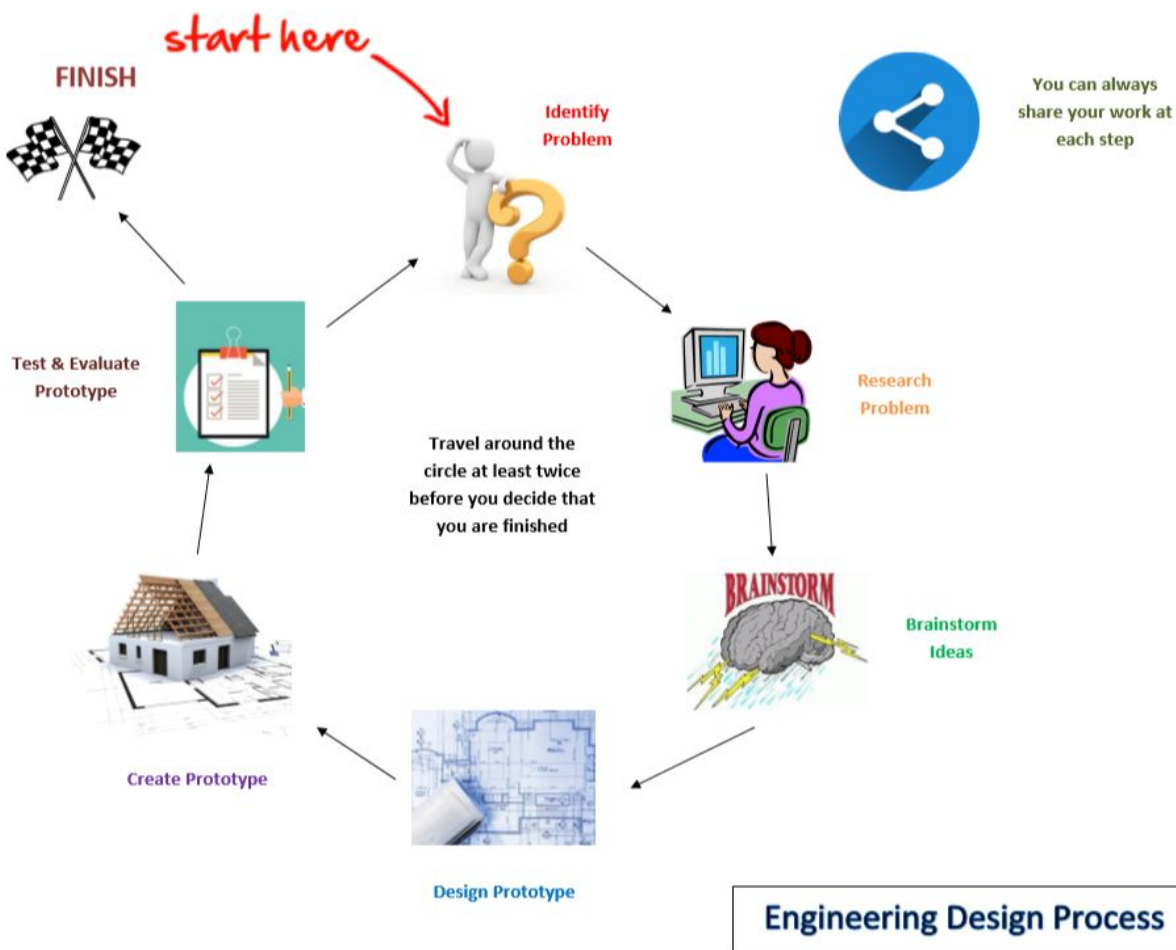 start here
FINISH
Identify
Problem
You can always
share your work at
each step
Test & Evaluate
Prototype
Research
Problem
Travel around the
circle at least twice
before you decide that
you are finished
BRAINSTORM
Brainstorm
Ideas
Create Prototype
Design Prototype
Engineering Design Process